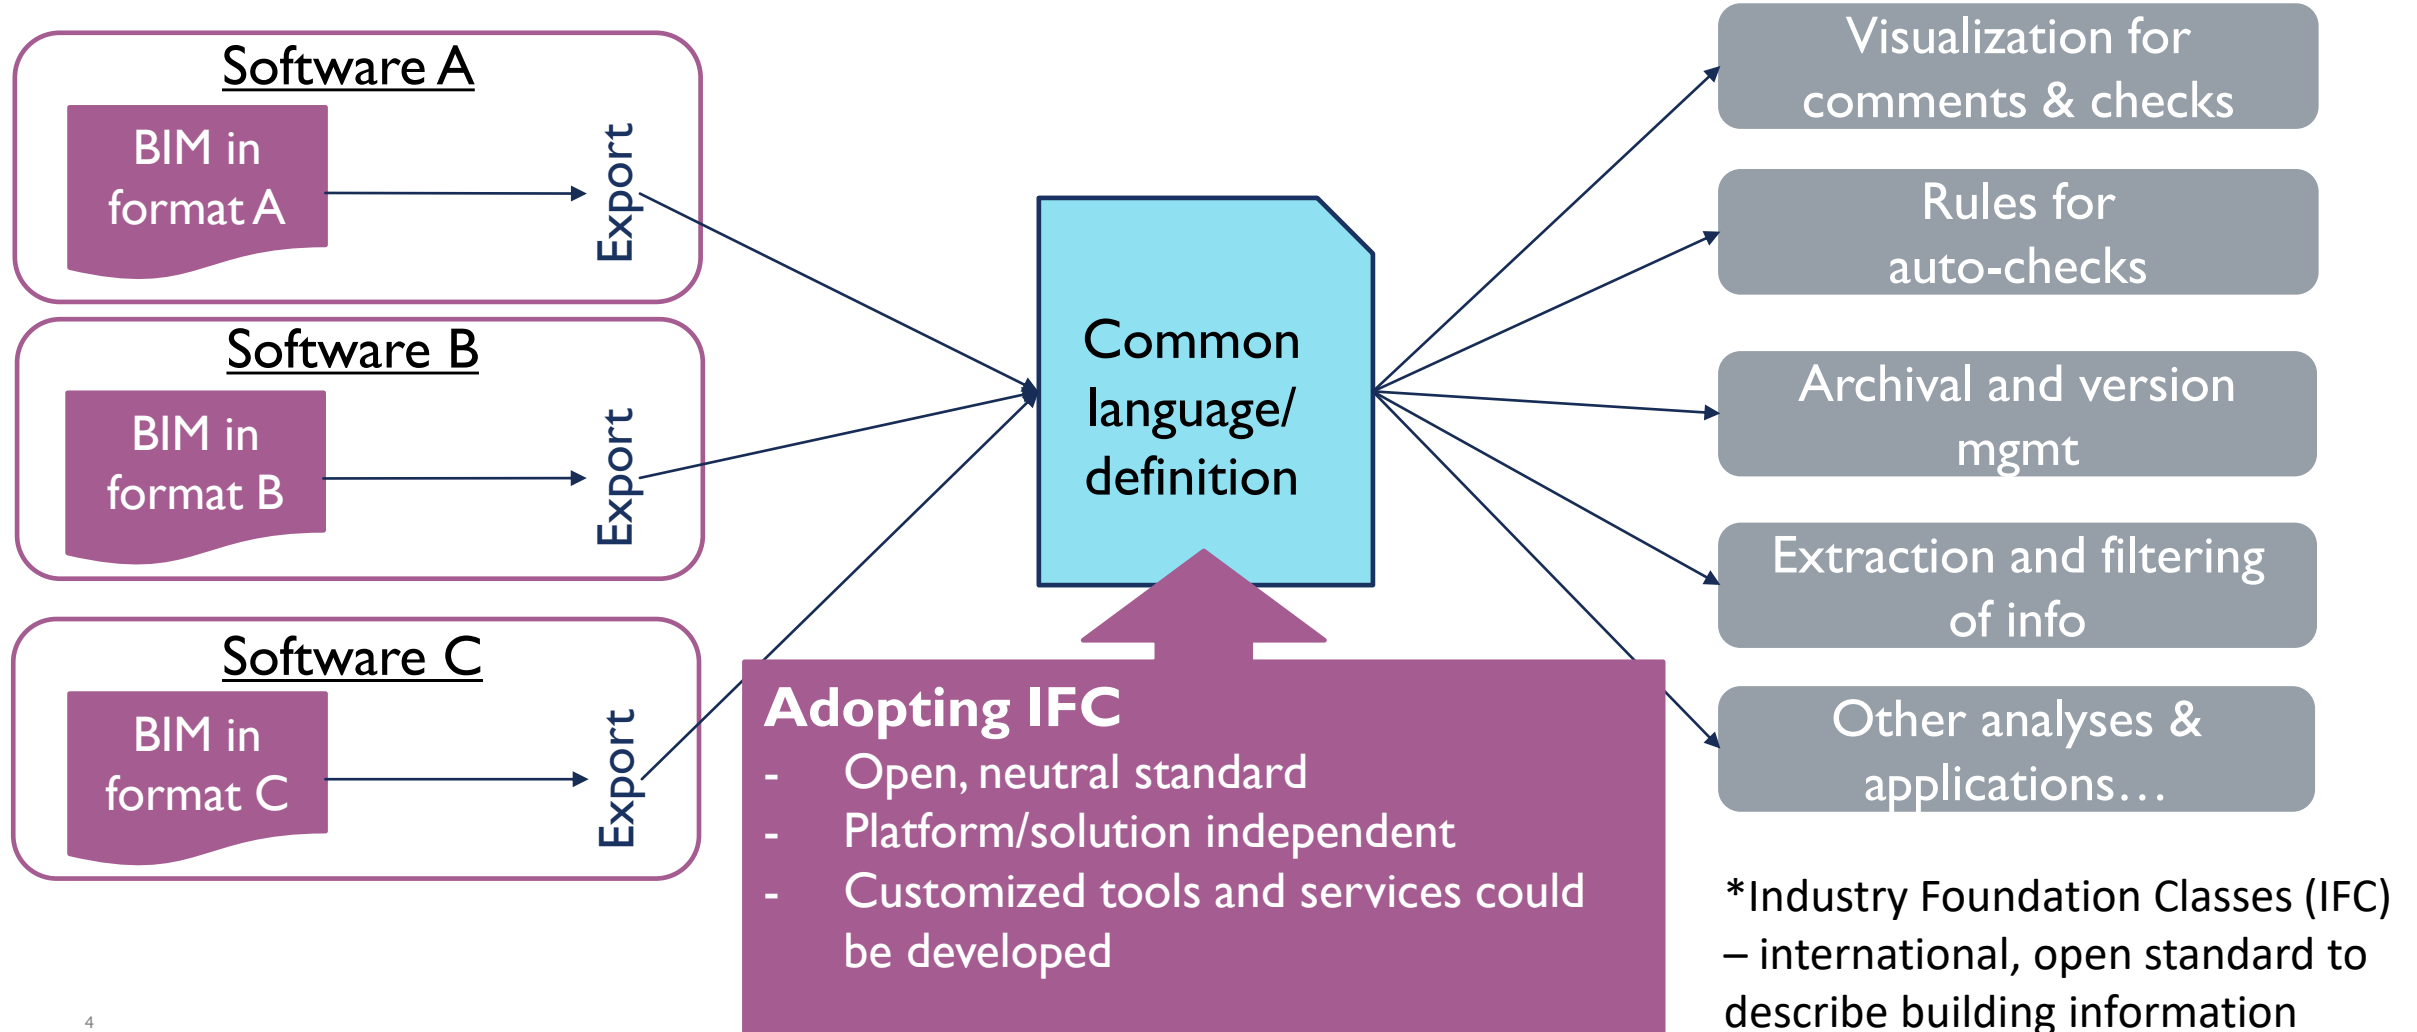 Software A
BIM in
format A
Export
Software B
BIM in
format B
Export
Software C
BIM in
format C
Export
Common
language/
definition
Adopting IFC
- Open, neutral standard
- Platform/solution independent
- Customized tools and services could
be developed
Visualization for
comments & checks
Rules for
auto-checks
Archival and version
mgmt
Extraction and filtering
of info
Other analyses &
applications…
*Industry Foundation Classes (IFC)
– international, open standard to
describe building information
4